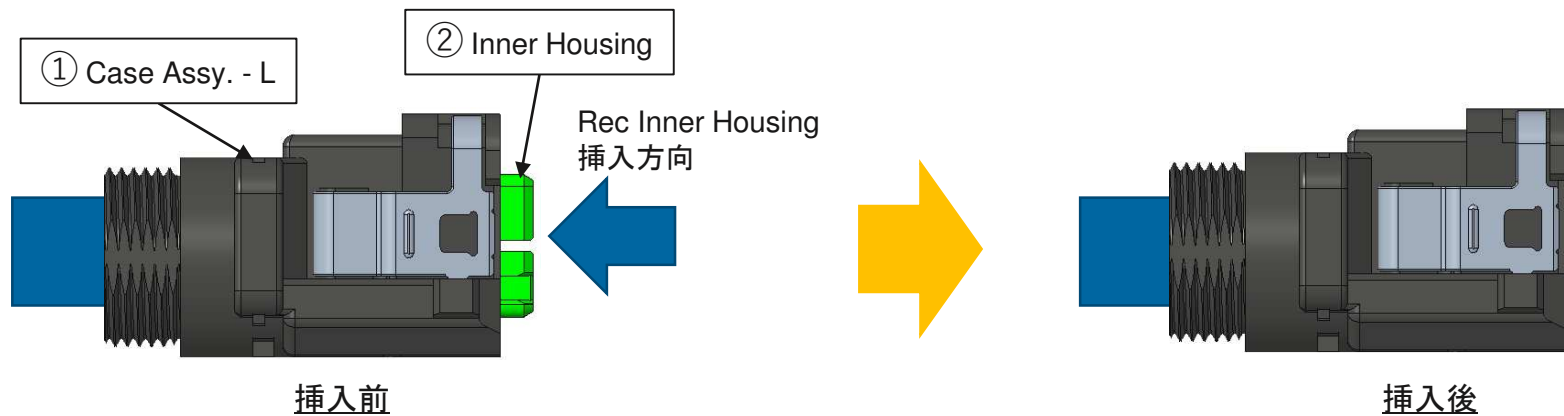 ② Inner Housing
① Case Assy. - L
Rec Inner Housing
挿入方向
挿入前
挿入後